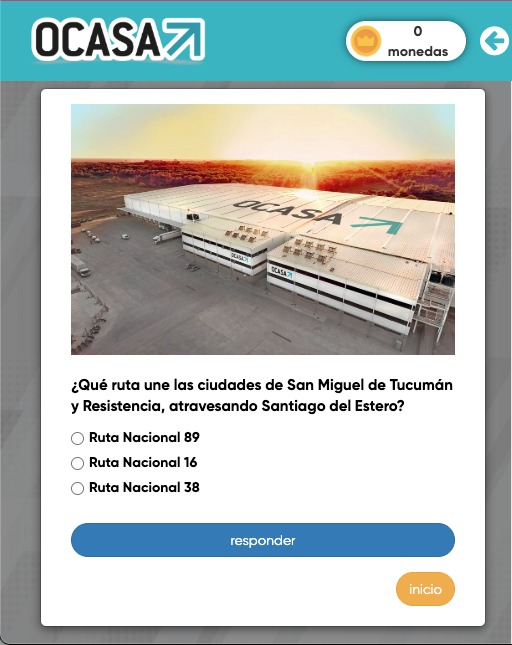 OCASA
0
monedas
OCASA
OCASA
OCASA
¿Qué ruta une las ciudades de San Miguel de Tucumán
y Resistencia, atravesando Santiago del Estero?
Ruta Nacional 89
Ruta Nacional 16
Ruta Nacional 38
responder
inicio